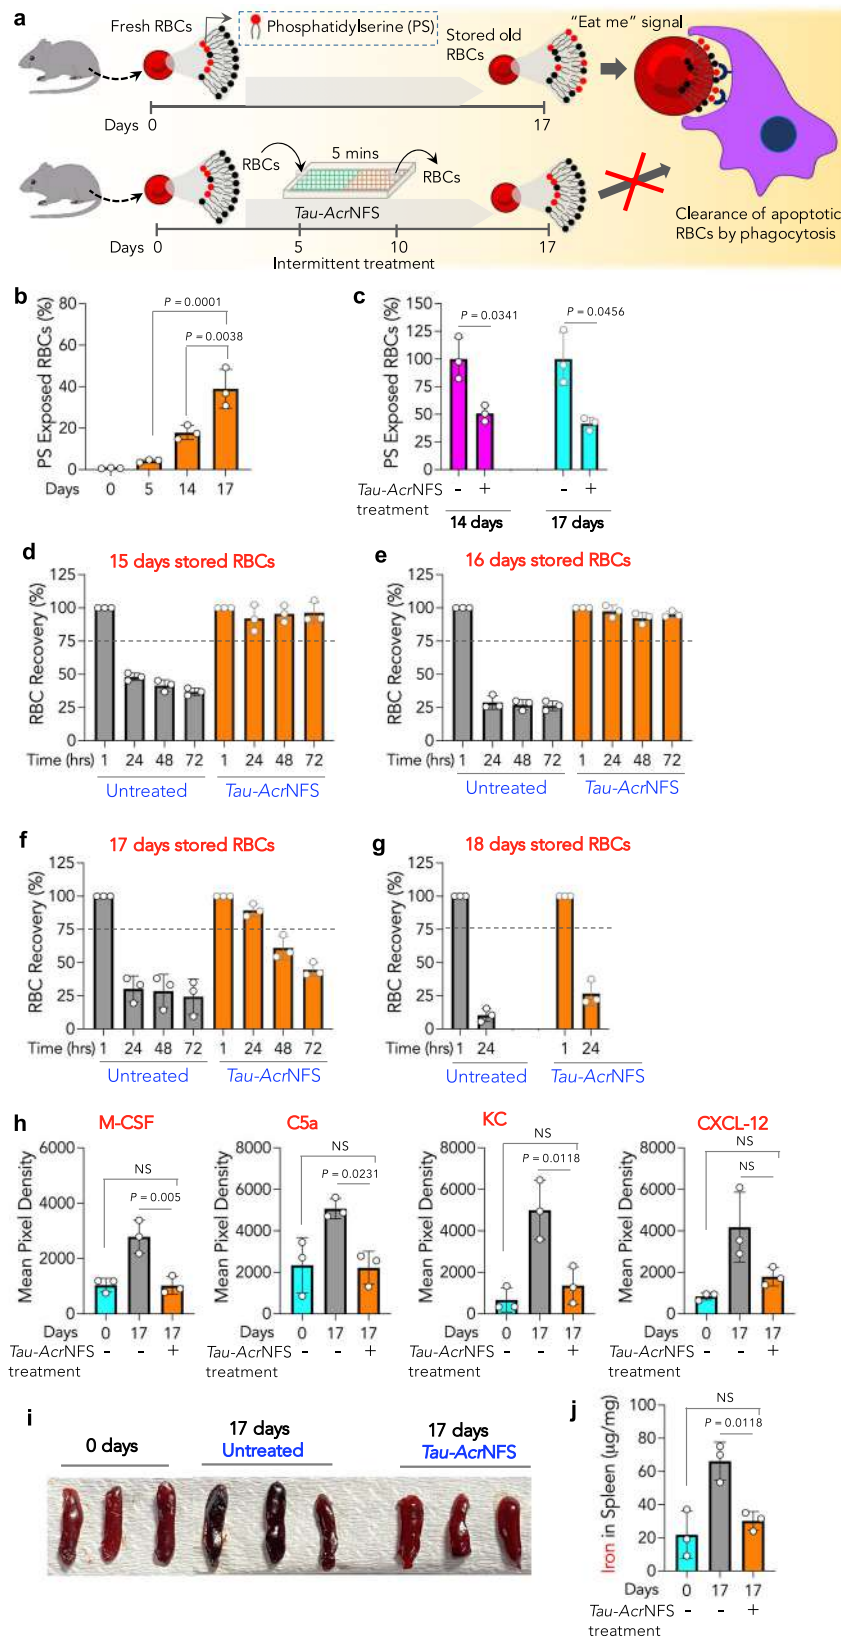 a
Fresh RBCs
Phosphatidylserine (PS)
Stored old
RBCs
"Eat me" signal
Days
0
17
RBCs
5 mins
RBCs
Tau-AcrNFS
Days
0
5
10
17
Intermittent treatment
Clearance of apoptotic
RBCs by phagocytosis
b
PS Exposed RBCs (%)
80
60
40
20
0
P = 0.0001
P = 0.0038
Days 0 5 14 17
c
PS Exposed RBCs (%)
150
125
100
75
50
25
0
P = 0.0341
P = 0.0456
Tau-AcrNFS
treatment
- + - +
14 days 17 days
d
15 days stored RBCs
RBC Recovery (%)
125
100
75
50
25
0
Time (hrs) 1 24 48 72 1 24 48 72
Untreated Tau-AcrNFS
e
16 days stored RBCs
RBC Recovery (%)
125
100
75
50
25
0
Time (hrs) 1 24 48 72 1 24 48 72
Untreated Tau-AcrNFS
f
17 days stored RBCs
RBC Recovery (%)
125
100
75
50
25
0
Time (hrs) 1 24 48 72 1 24 48 72
Untreated Tau-AcrNFS
g
18 days stored RBCs
RBC Recovery (%)
125
100
75
50
25
0
Time (hrs) 1 24 1 24
Untreated Tau-AcrNFS
h
M-CSF
Mean Pixel Density
6000
4000
2000
0
NS
P = 0.005
Days 0 17 17
Tau-AcrNFS - - +
treatment
C5a
Mean Pixel Density
8000
6000
4000
2000
0
NS
P = 0.0231
Days 0 17 17
Tau-AcrNFS - - +
treatment
KC
Mean Pixel Density
8000
6000
4000
2000
0
NS
P = 0.0118
Days 0 17 17
Tau-AcrNFS - - +
treatment
CXCL-12
Mean Pixel Density
8000
6000
4000
2000
0
NS
NS
Days 0 17 17
Tau-AcrNFS - - +
treatment
i
0 days
17 days
Untreated
17 days
Tau-AcrNFS
j
Iron in Spleen (µg/mg)
100
80
60
40
20
0
NS
P = 0.0118
Days 0 17 17
Tau-AcrNFS - - +
treatment